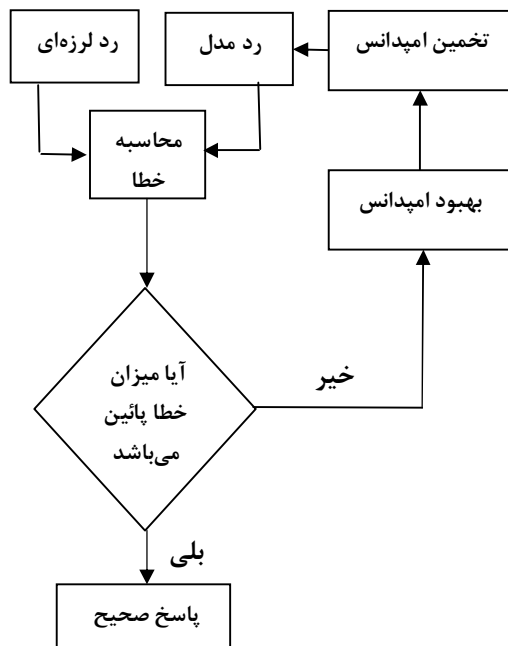 تخمین امپدانس
رد مدل
رد لرزه‌ای
محاسبه
خطا
بهبود امپدانس
آیا میزان
خطا پائین
می‌باشد
خیر
بلی
پاسخ صحیح